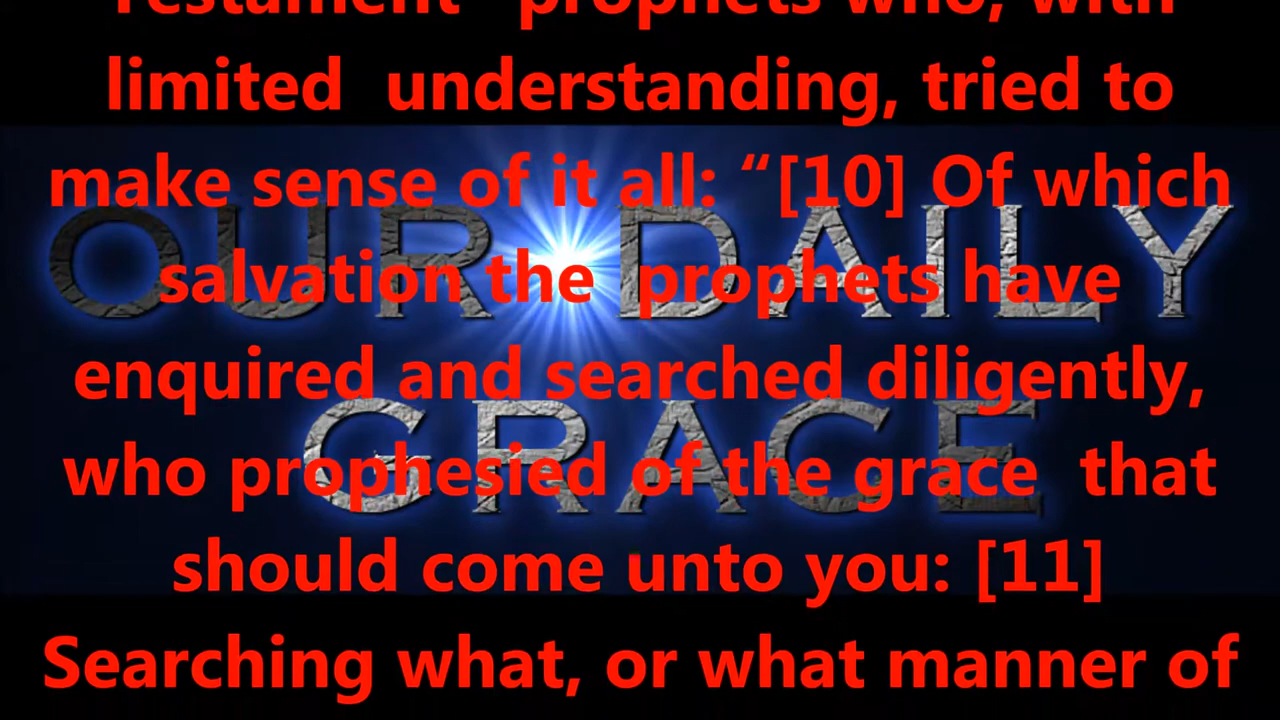 Testament prophets who, with
limited understanding, tried to
make sense of it all: “[10] Of which
salvation the prophets have
enquired and searched diligently,
who prophesied of the grace that
should come unto you: [11]
Searching what, or what manner of
OUR DAILY
GRACE